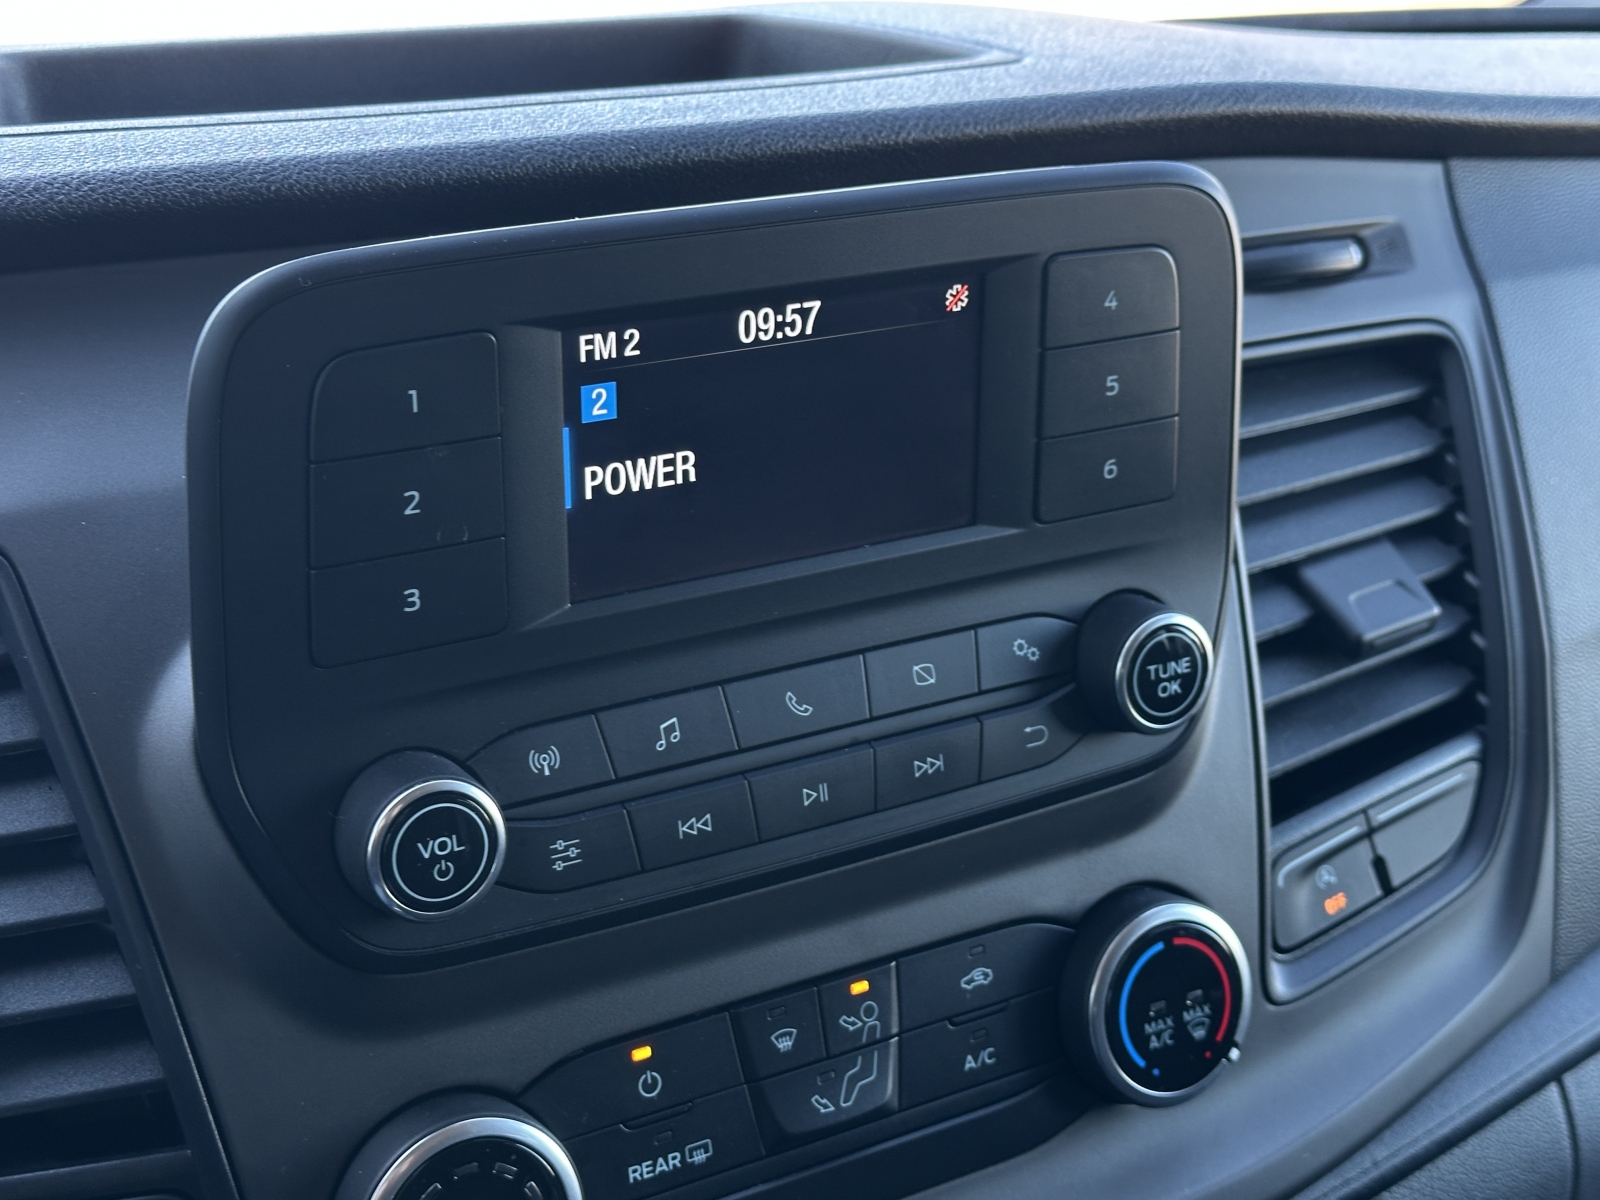 FM 2
09:57
2
POWER
1
2
3
4
5
6
TUNE
OK
VOL
OFF
MAX
A/C
MAX
A/C
REAR